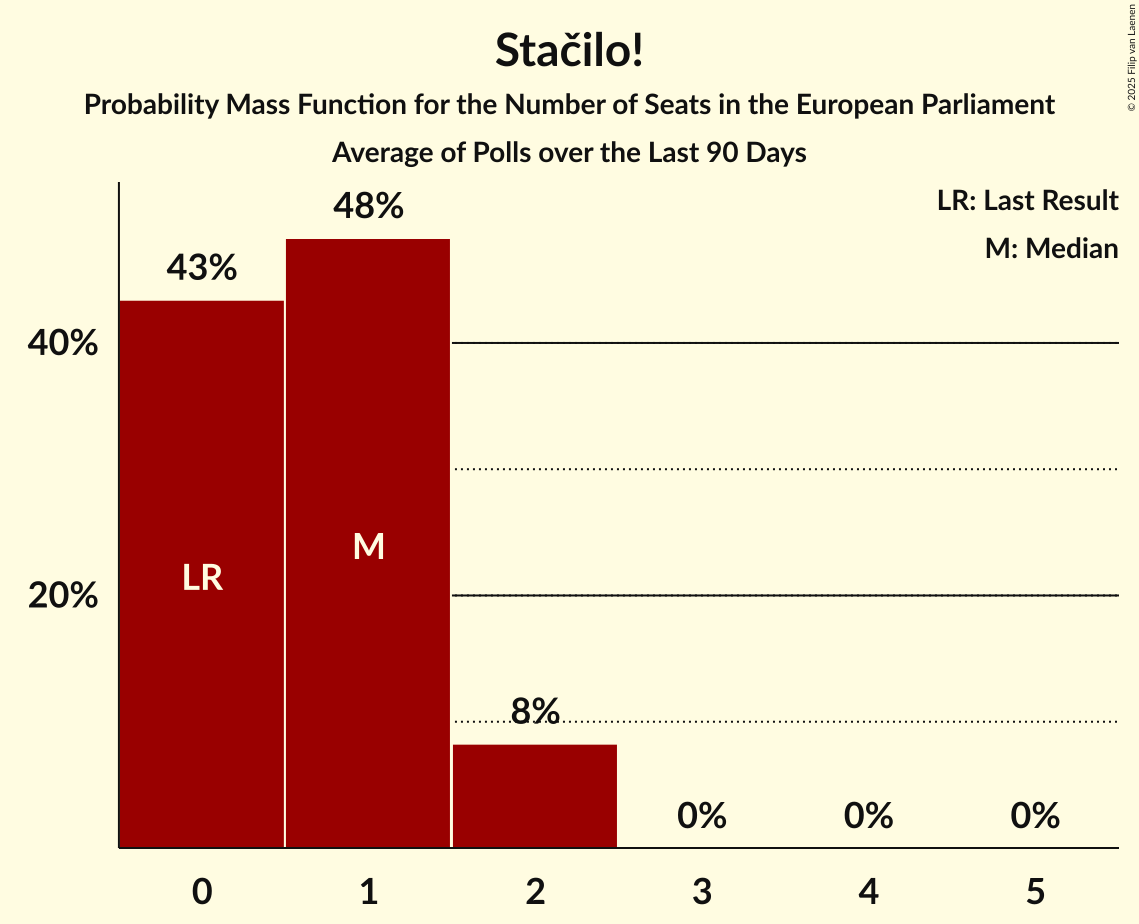 Stačilo!
Probability Mass Function for the Number of Seats in the European Parliament
Average of Polls over the Last 90 Days
© 2025 Filip van Laenen
LR: Last Result
M: Median
48%
43%
40%
M
LR
20%
8%
0% 0% 0%
0 1 2 3 4 5